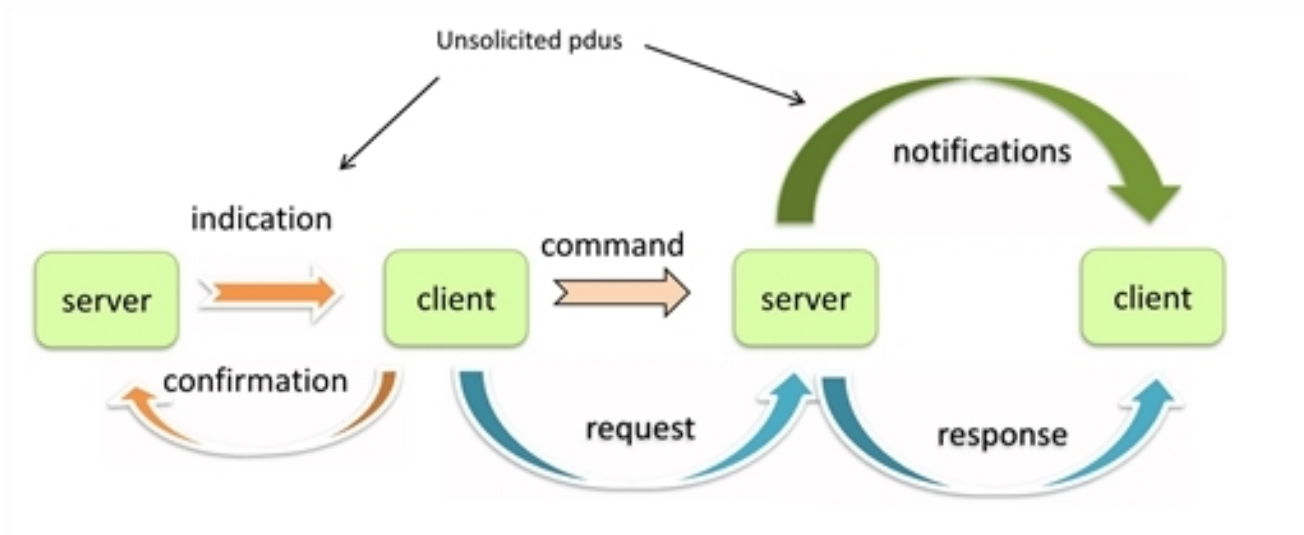 Unsolicited pdus
notifications
indication
command
server
client
server
client
confirmation
request
response